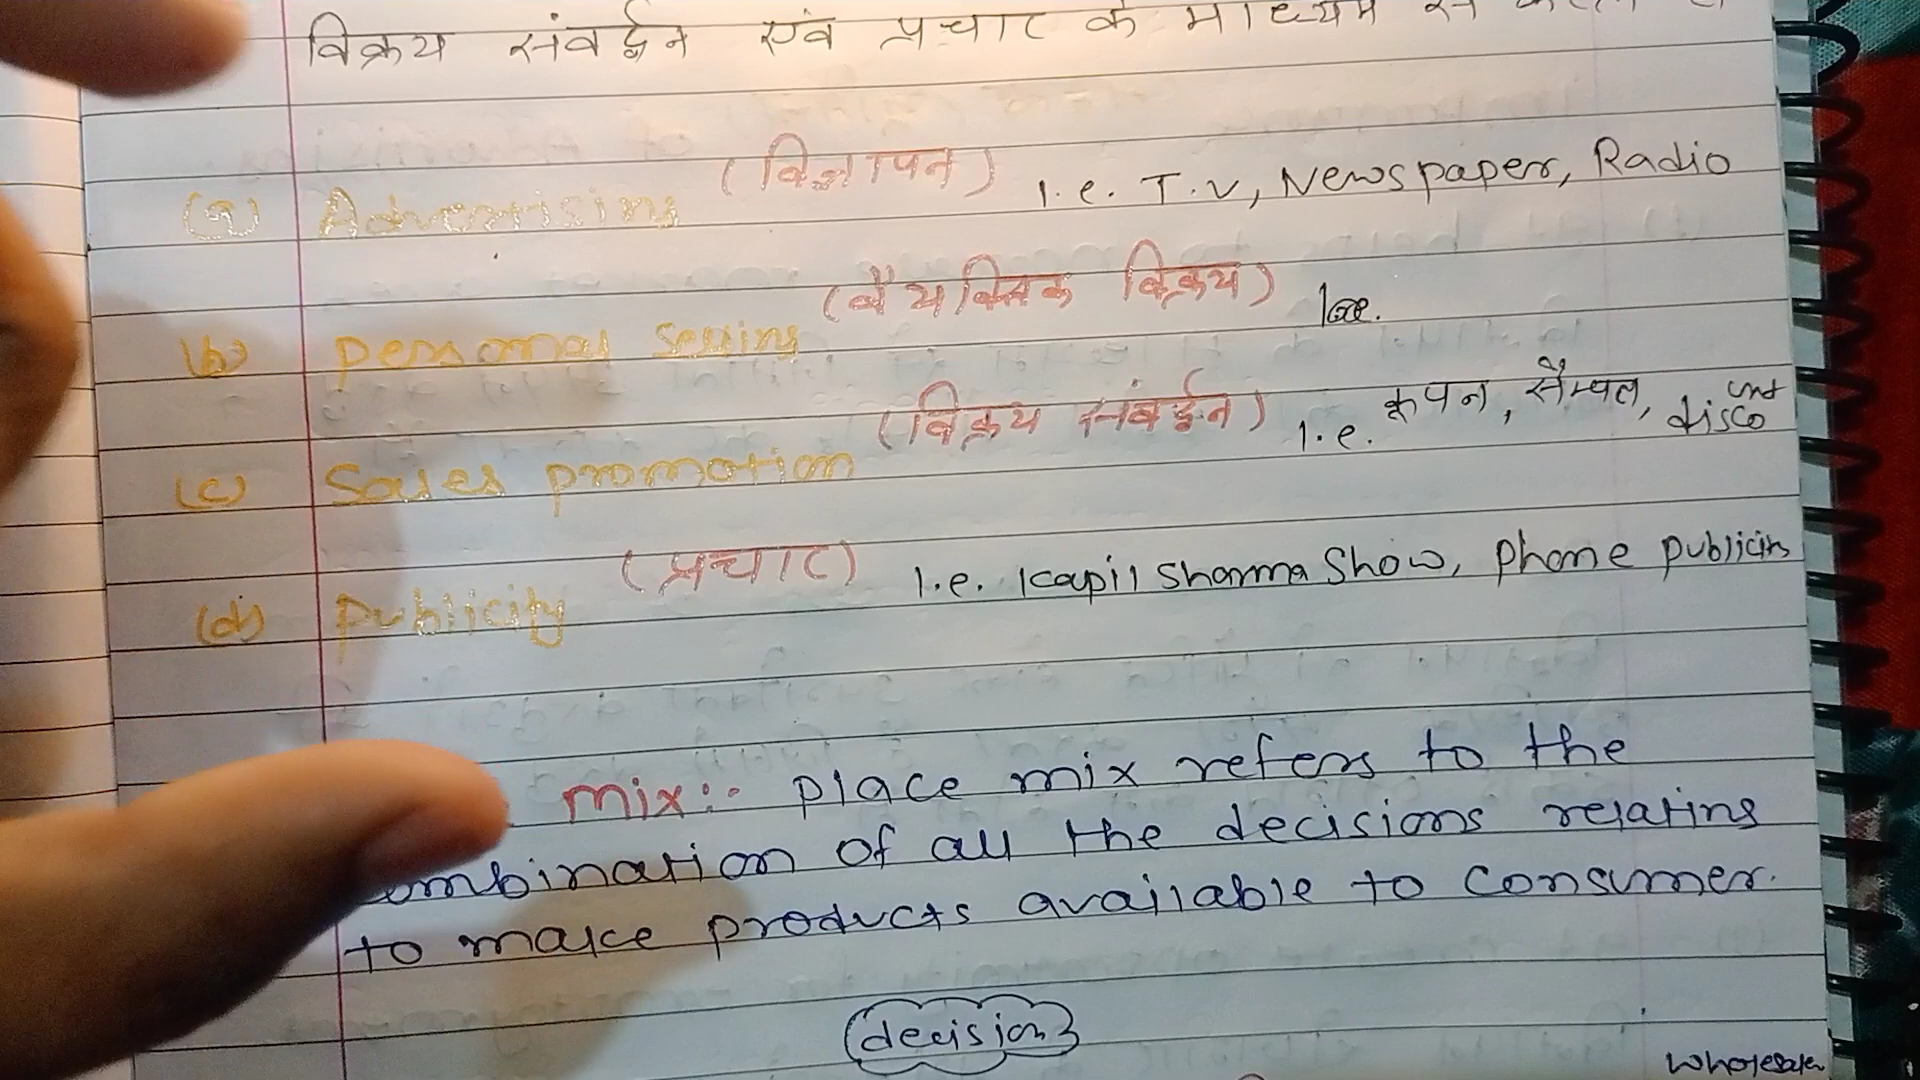 विक्रय संवर्द्धन एवं प्रचार के माध्यम से
(a) Advertising (विज्ञापन) i.e. T.V, Newspaper, Radio
(b) personal selling (वैयक्तिक विक्रय)
(c) Sales promotion (विक्रय संवर्द्धन) i.e. कूपन, सैम्पल, discount
(d) publicity (प्रचार) i.e. Kapil Sharma Show, Phone publicity
mix:- place mix refers to the
combination of all the decisions relating
to make products available to consumer.
decision
wholesaler